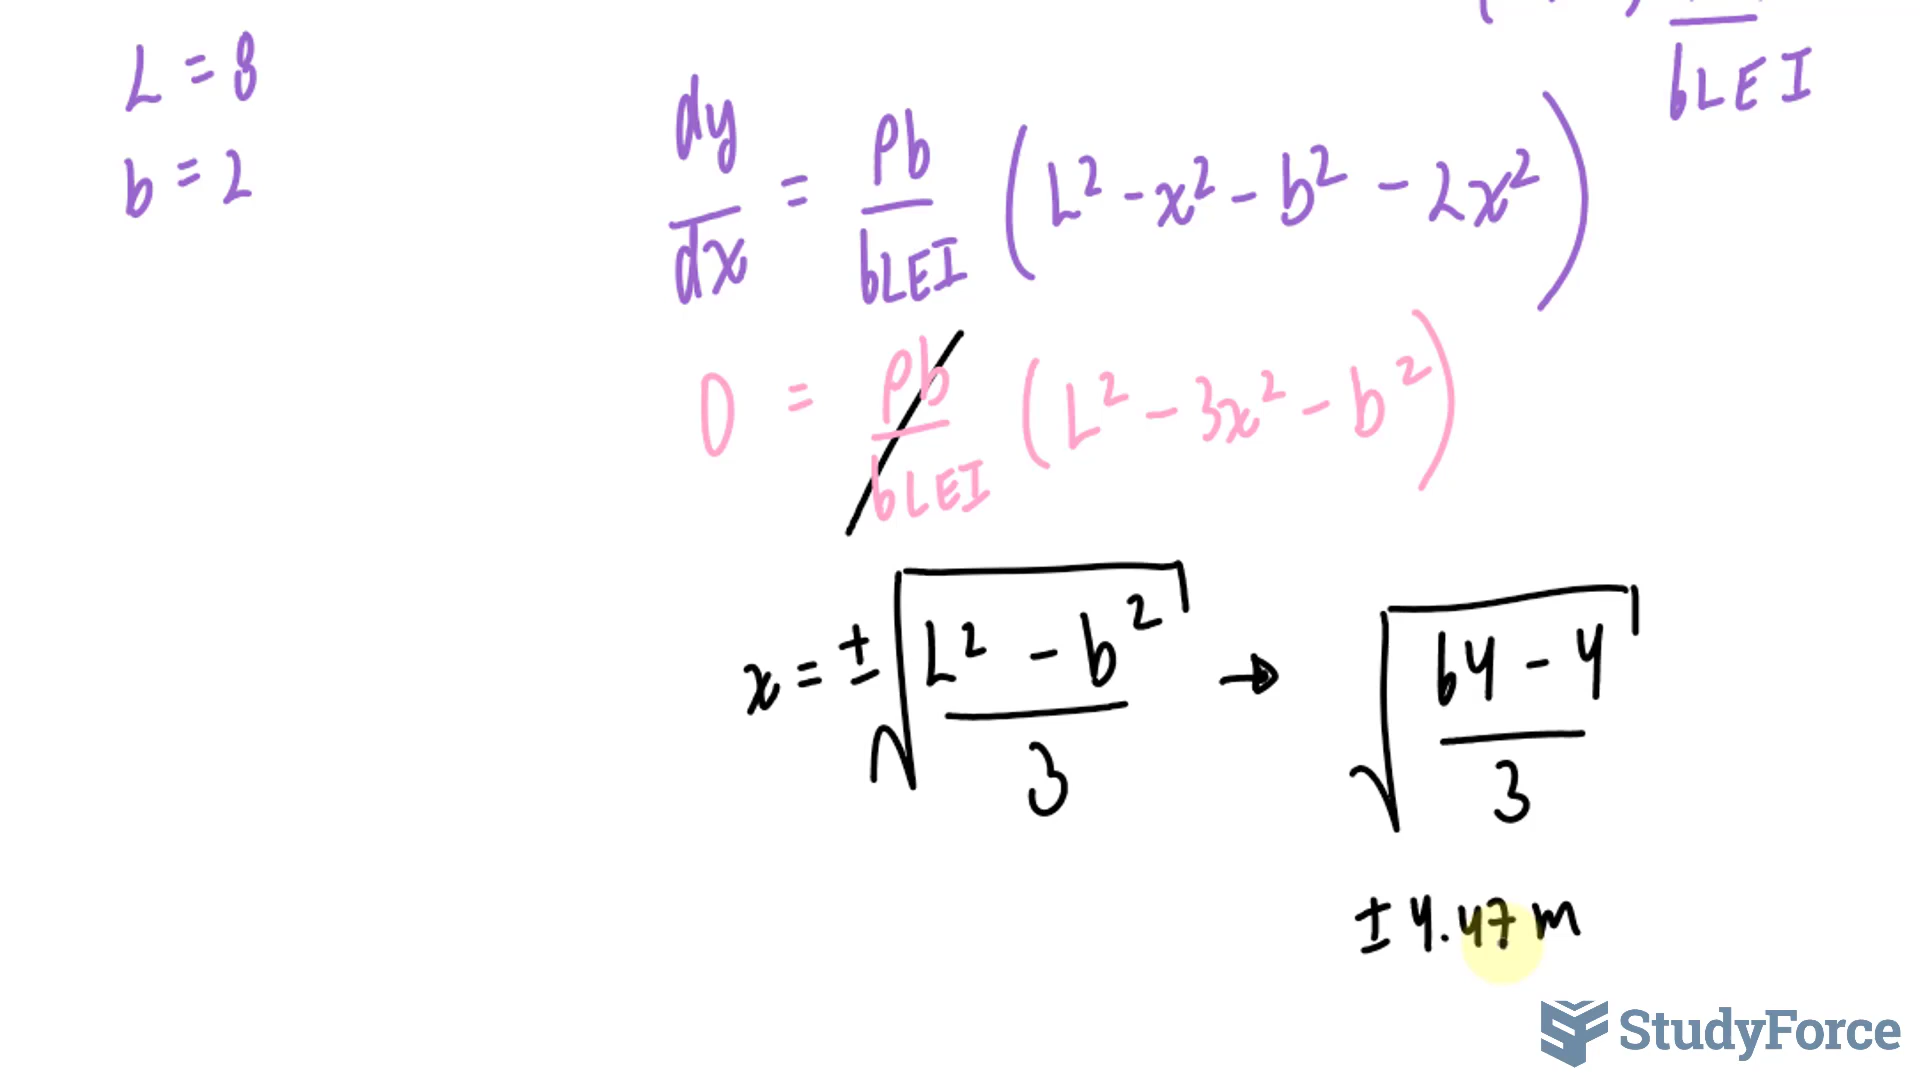 L = 8
b = 2
6LEI
dy/dx = Pb/6LEI (L² - x² - b² - 2x²)
0 = Pb/6LEI (L² - 3x² - b²)
x = ±√((L² - b²)/3) → √((64 - 4)/3)
± 4.47 m
StudyForce